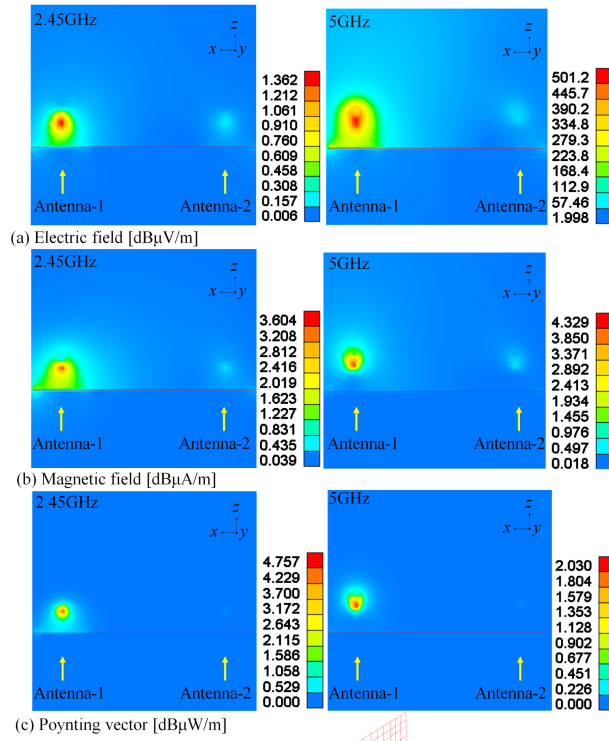 2.45GHz
z
x
y
1.362
1.212
1.061
0.910
0.760
0.609
0.458
0.308
0.157
0.006
Antenna-1
Antenna-2
5GHz
z
x
y
501.2
445.7
390.2
334.8
279.3
223.8
168.4
112.9
57.46
1.998
Antenna-1
Antenna-2
(a) Electric field [dBμV/m]
2.45GHz
z
x
y
3.604
3.208
2.812
2.416
2.019
1.623
1.227
0.831
0.435
0.039
Antenna-1
Antenna-2
5GHz
z
x
y
4.329
3.850
3.371
2.892
2.413
1.934
1.455
0.976
0.497
0.018
Antenna-1
Antenna-2
(b) Magnetic field [dBμA/m]
2.45GHz
z
x
y
4.757
4.229
3.700
3.172
2.643
2.115
1.586
1.058
0.529
0.000
Antenna-1
Antenna-2
5GHz
z
x
y
2.030
1.804
1.579
1.353
1.128
0.902
0.677
0.451
0.226
0.000
Antenna-1
Antenna-2
(c) Poynting vector [dBμW/m]